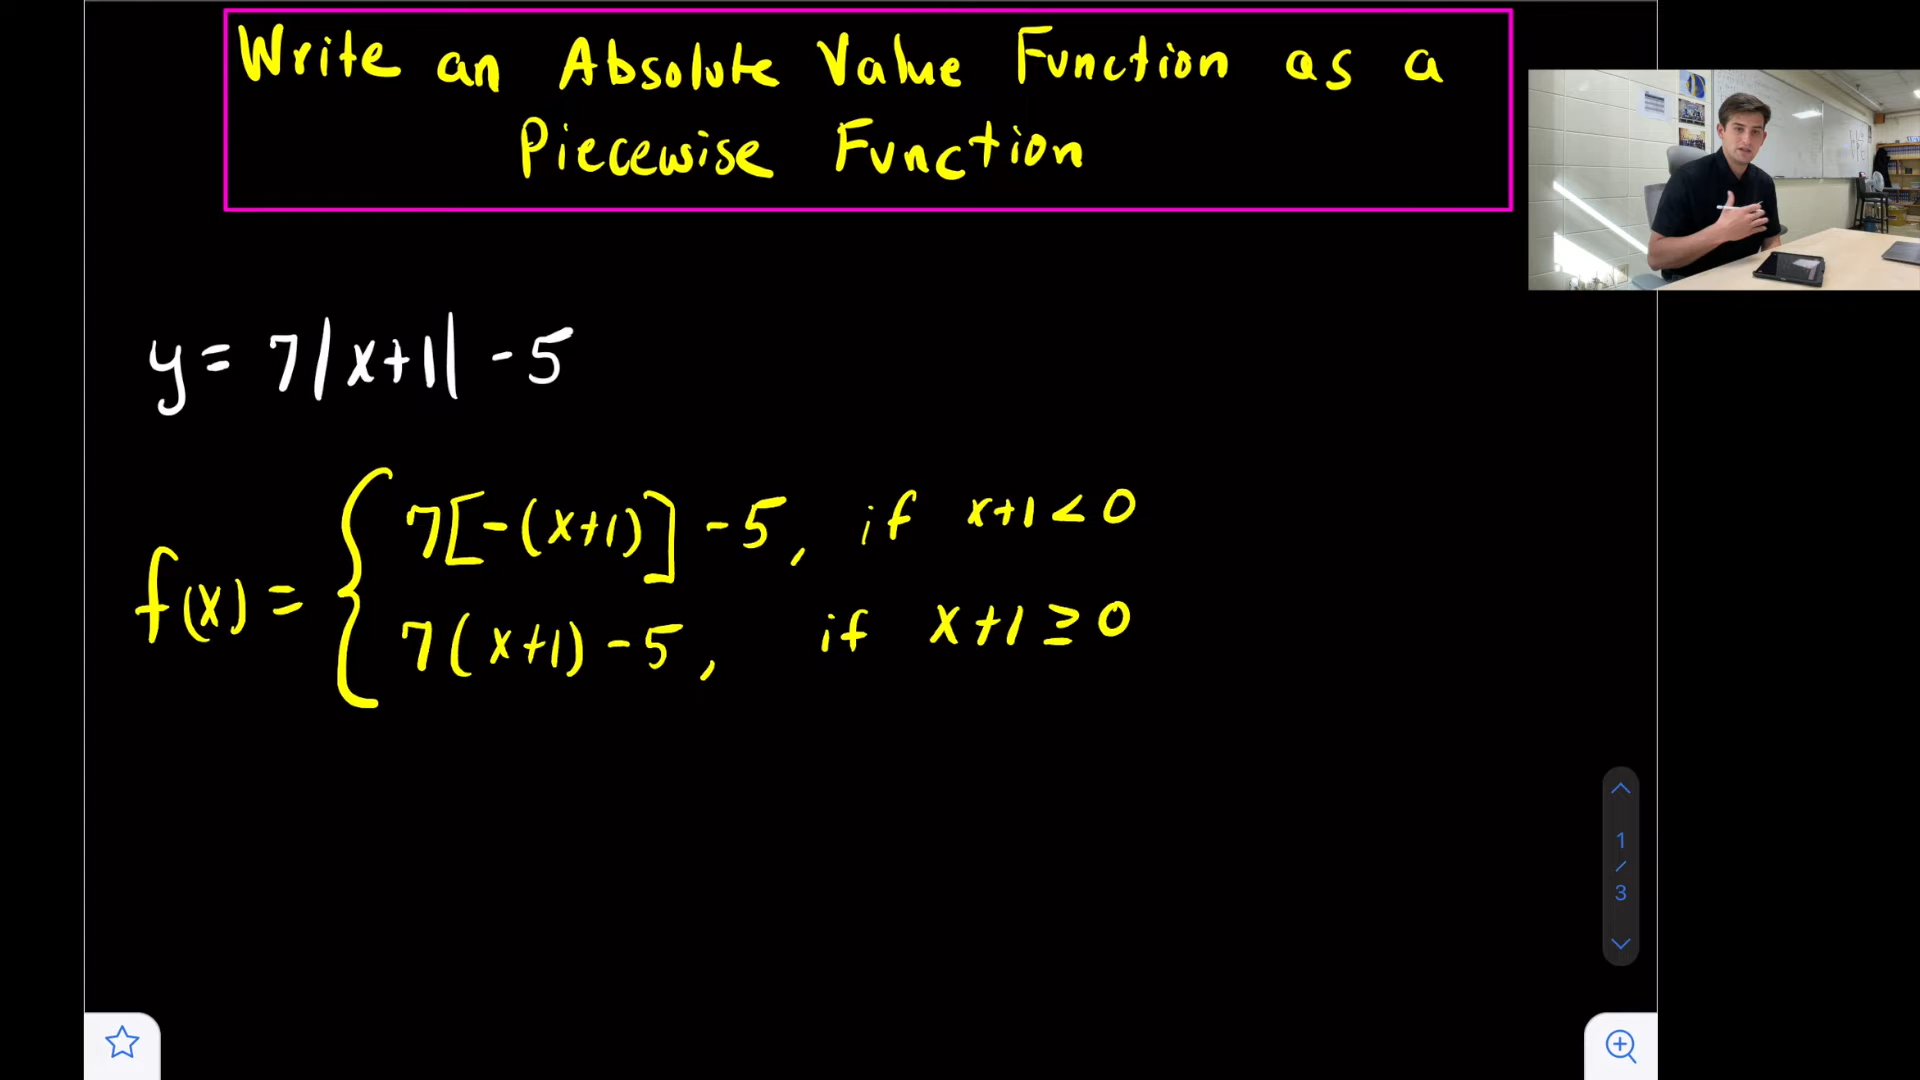 Write an Absolute Value Function as a
Piecewise Function
y = 7|x+1| - 5
f(x) = {
7[-(x+1)] - 5, if x+1 < 0
7(x+1) - 5, if x+1 ≥ 0
1
/
3